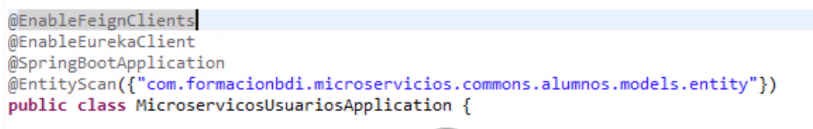 @EnableFeignClients
@EnableEurekaClient
@SpringBootApplication
@EntityScan({"com.formacionbdi.microservicios.commons.alumnos.models.entity"})
public class MicroservicosUsuariosApplication {